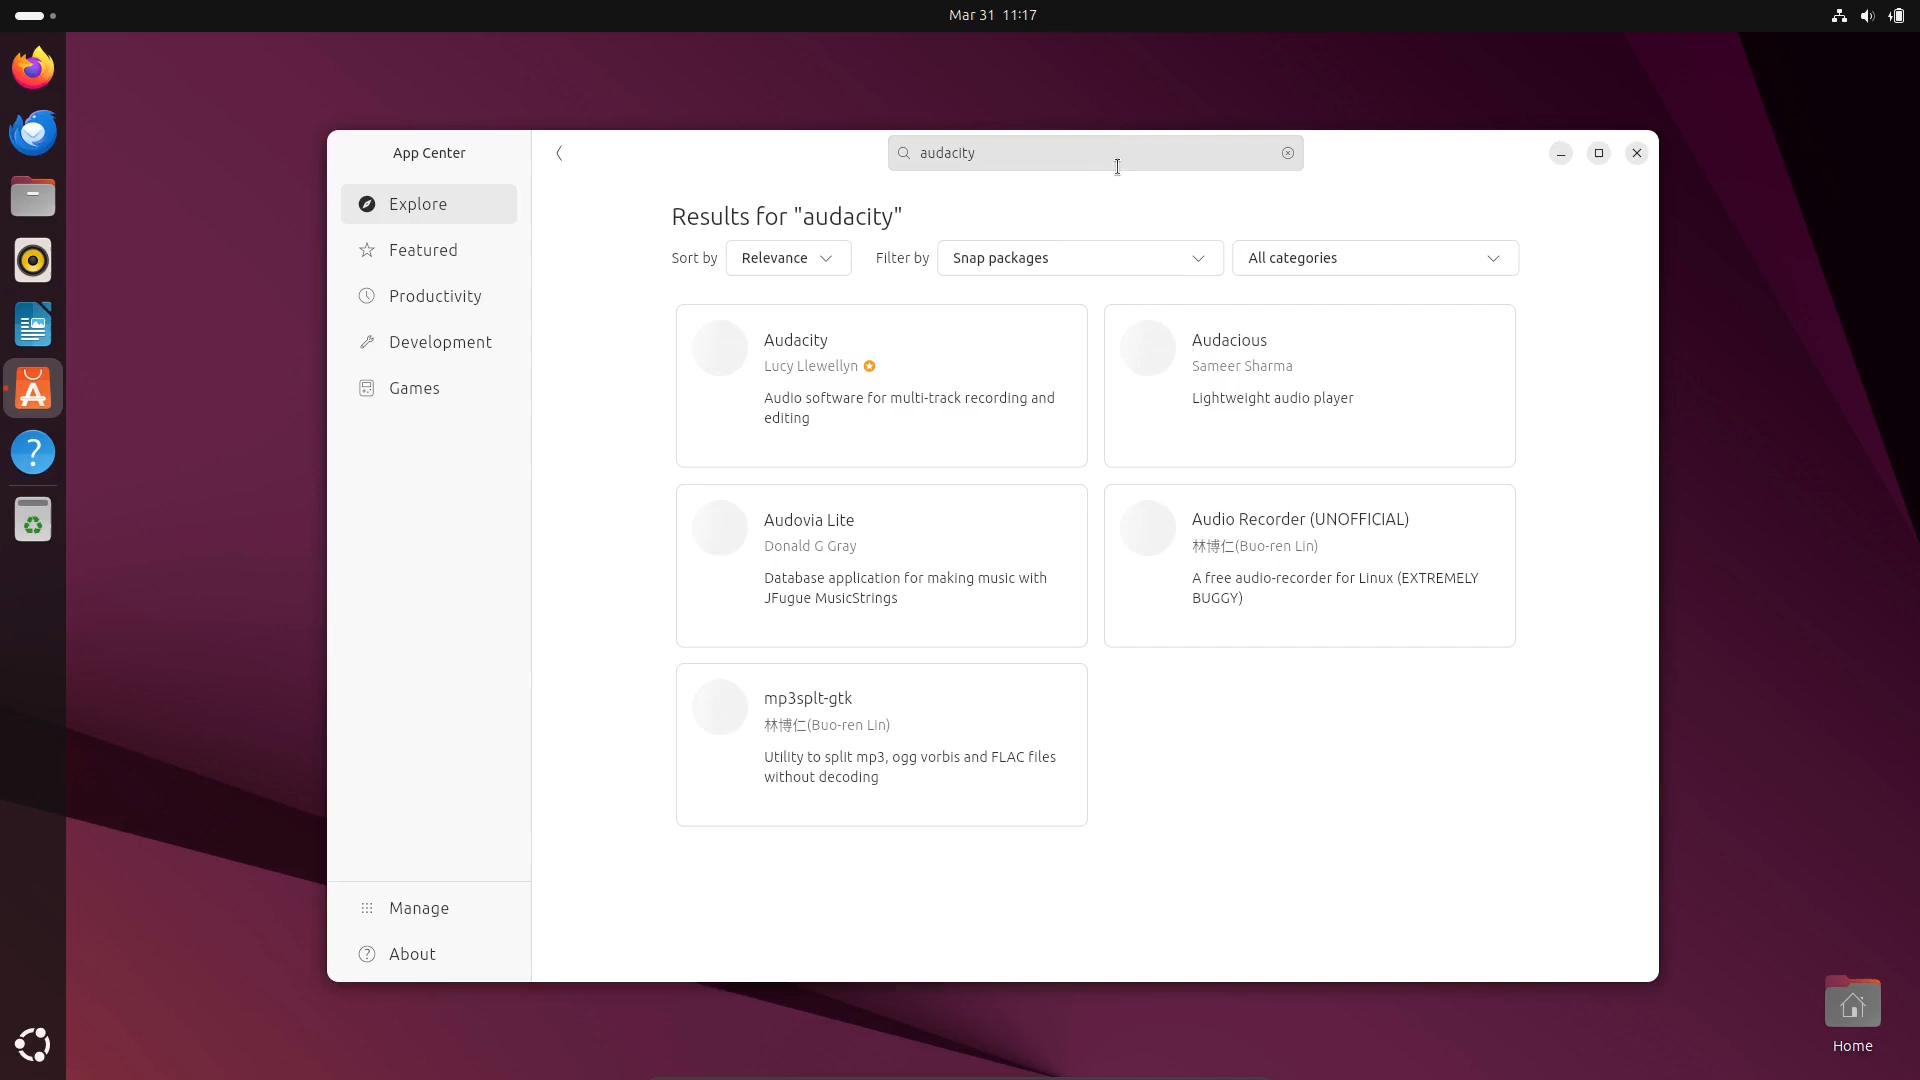 Mar 31 11:17
App Center
audacity
Explore
Featured
Productivity
Development
Games
Manage
About
Results for "audacity"
Sort by Relevance Filter by Snap packages All categories
Audacity
Lucy Llewellyn
Audio software for multi-track recording and
editing
Audacious
Sameer Sharma
Lightweight audio player
Audovia Lite
Donald G Gray
Database application for making music with
JFugue MusicStrings
Audio Recorder (UNOFFICIAL)
林博仁(Buo-ren Lin)
A free audio-recorder for Linux (EXTREMELY
BUGGY)
mp3splt-gtk
林博仁(Buo-ren Lin)
Utility to split mp3, ogg vorbis and FLAC files
without decoding
Home